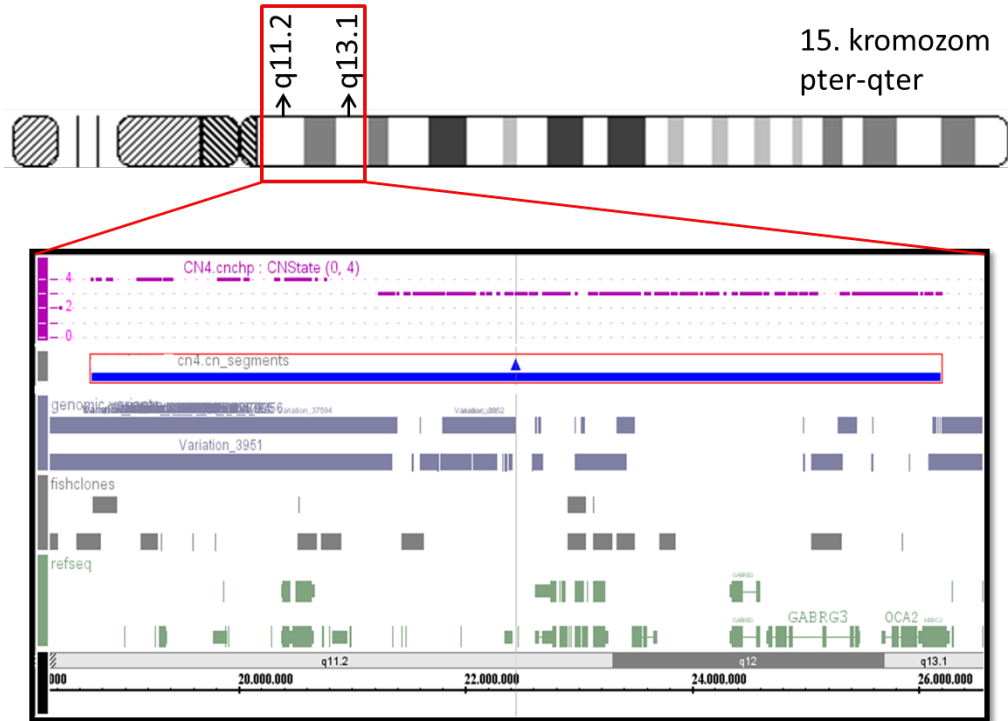 q11.2
q13.1
15. kromozom
pter-qter
CN4.cnchp : CNState (0, 4)
4
2
0
cn4.cn_segments
genomic
Variation_37594
Variation_3951
fishclones
refseq
GABRG3
OCA2
q11.2
q12
q13.1
000
20.000.000
22.000.000
24.000.000
26.000.000